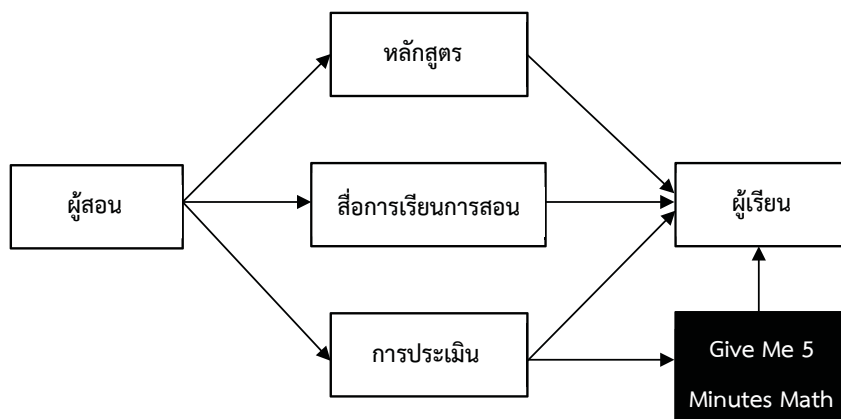 หลักสูตร
ผู้สอน
สื่อการเรียนการสอน
ผู้เรียน
การประเมิน
Give Me 5
Minutes Math